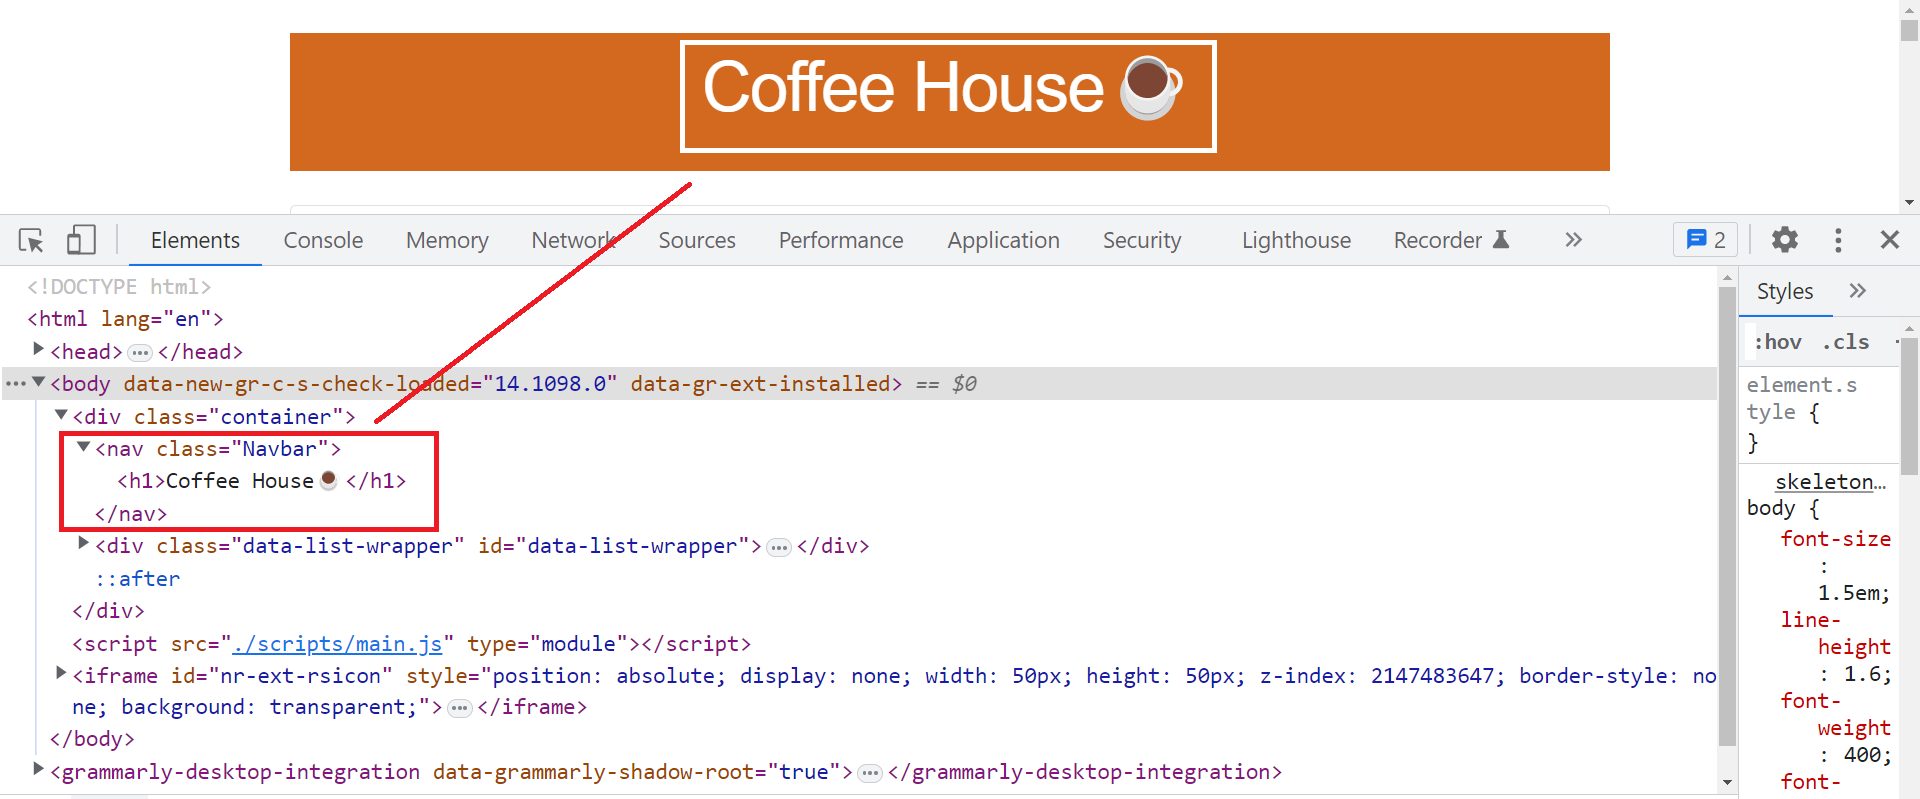 Coffee House☕
Elements Console Memory Network Sources Performance Application Security Lighthouse Recorder 2
<!DOCTYPE html>
<html lang="en">
<head>…</head>
<body data-new-gr-c-s-check-loaded="14.1098.0" data-gr-ext-installed> == $0
<div class="container">
<nav class="Navbar">
<h1>Coffee House☕</h1>
</nav>
<div class="data-list-wrapper" id="data-list-wrapper">…</div>
::after
</div>
<script src="./scripts/main.js" type="module"></script>
<iframe id="nr-ext-rsicon" style="position: absolute; display: none; width: 50px; height: 50px; z-index: 2147483647; border-style: no
ne; background: transparent;">…</iframe>
</body>
<grammarly-desktop-integration data-grammarly-shadow-root="true">…</grammarly-desktop-integration>
Styles
:hov .cls
element.s
tyle {
}
skeleton…
body {
font-size
:
1.5em;
line-
height
: 1.6;
font-
weight
: 400;
font-